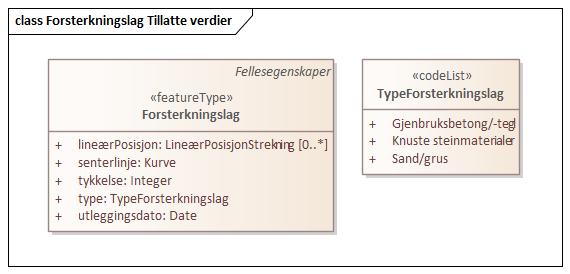 class Forsterkningslag Tillatte verdier
Fellesegenskaper
«featureType»
Forsterkningslag
+ lineærPosisjon: LineærPosisjonStrekning [0..*]
+ senterlinje: Kurve
+ tykkelse: Integer
+ type: TypeForsterkningslag
+ utleggingsdato: Date
«codeList»
TypeForsterkningslag
+ Gjenbruksbetong/-tegl
+ Knuste steinmaterialer
+ Sand/grus